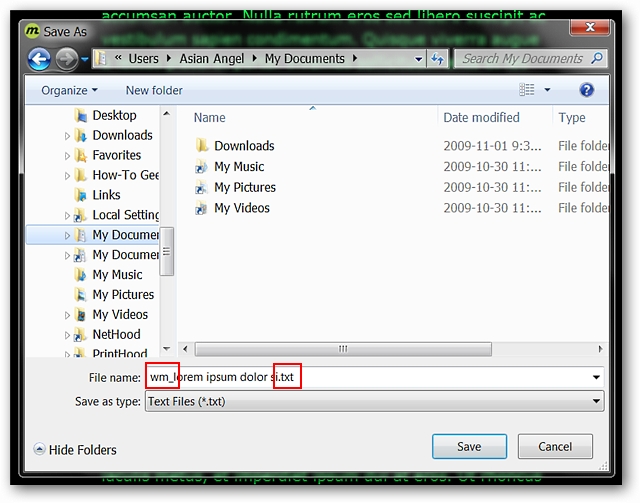 accumsan auctor. Nulla rutrum eros sed libero suscipit ac
vestibulum sapien condimentum. Quisque viverra augue
Save As
« Users Asian Angel My Documents
Search My Documents
Organize New folder
Desktop
Downloads
Favorites
How-To Gee
Links
Local Setting
My Documen
My Documen
My Music
My Pictures
My Videos
NetHood
PrintHood
Name Date modified Type
Downloads 2009-11-01 9:3... File folder
My Music 2009-10-30 11:... File folder
My Pictures 2009-10-30 11:... File folder
My Videos 2009-10-30 11:... File folder
File name: wm_lorem ipsum dolor si.txt
Save as type: Text Files (*.txt)
Hide Folders
Save Cancel
iaculis metus, et imperdiet ipsum dui at eros. Ut rhoncus